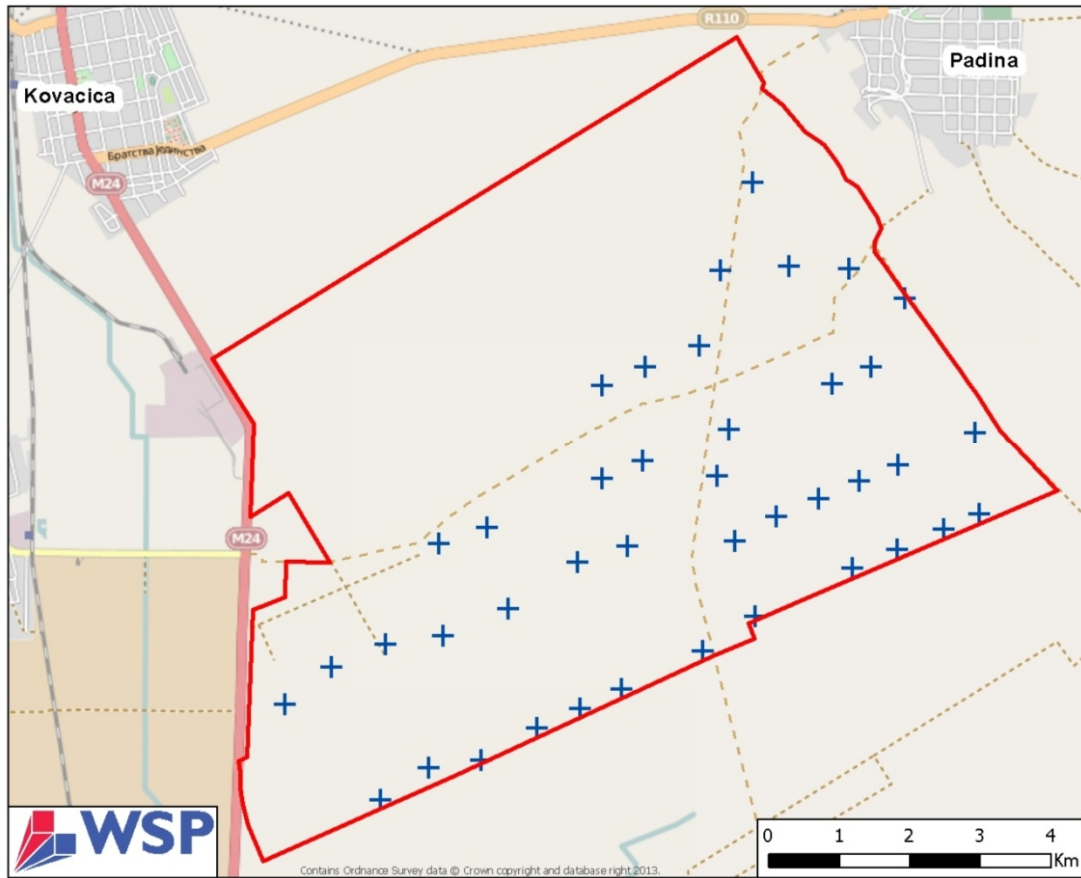 R110
Kovacica
Padina
Братства јединства
M24
M24
WSP
0 1 2 3 4
Km
Contains Ordnance Survey data © Crown copyright and database right 2013.